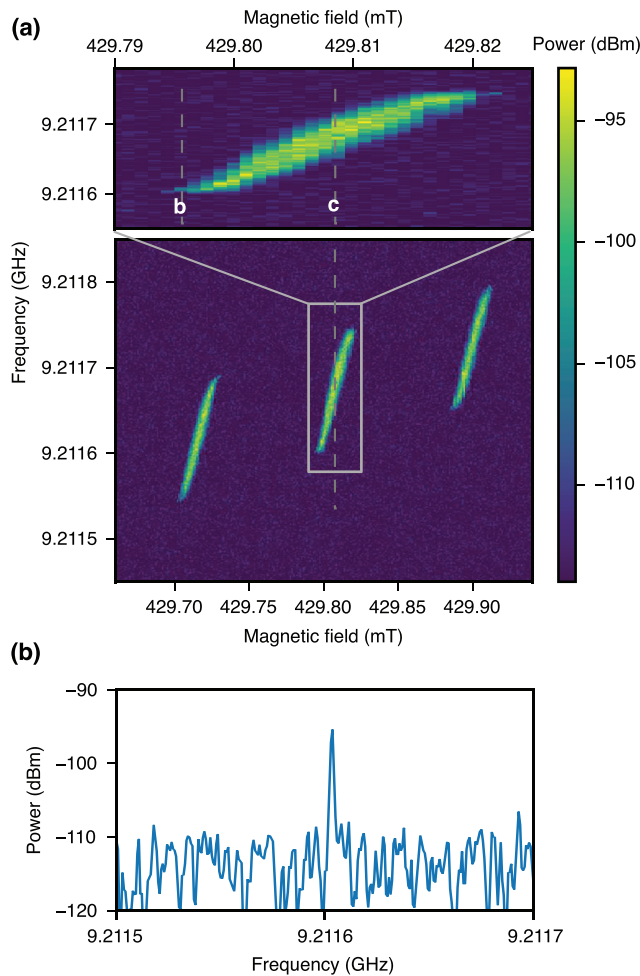 (a)
Magnetic field (mT)
429.79 429.80 429.81 429.82
Power (dBm)
9.2117
9.2116
b c
−95
−100
−105
−110
Frequency (GHz)
9.2118
9.2117
9.2116
9.2115
429.70 429.75 429.80 429.85 429.90
Magnetic field (mT)
(b)
Power (dBm)
−90
−100
−110
−120
9.2115 9.2116 9.2117
Frequency (GHz)